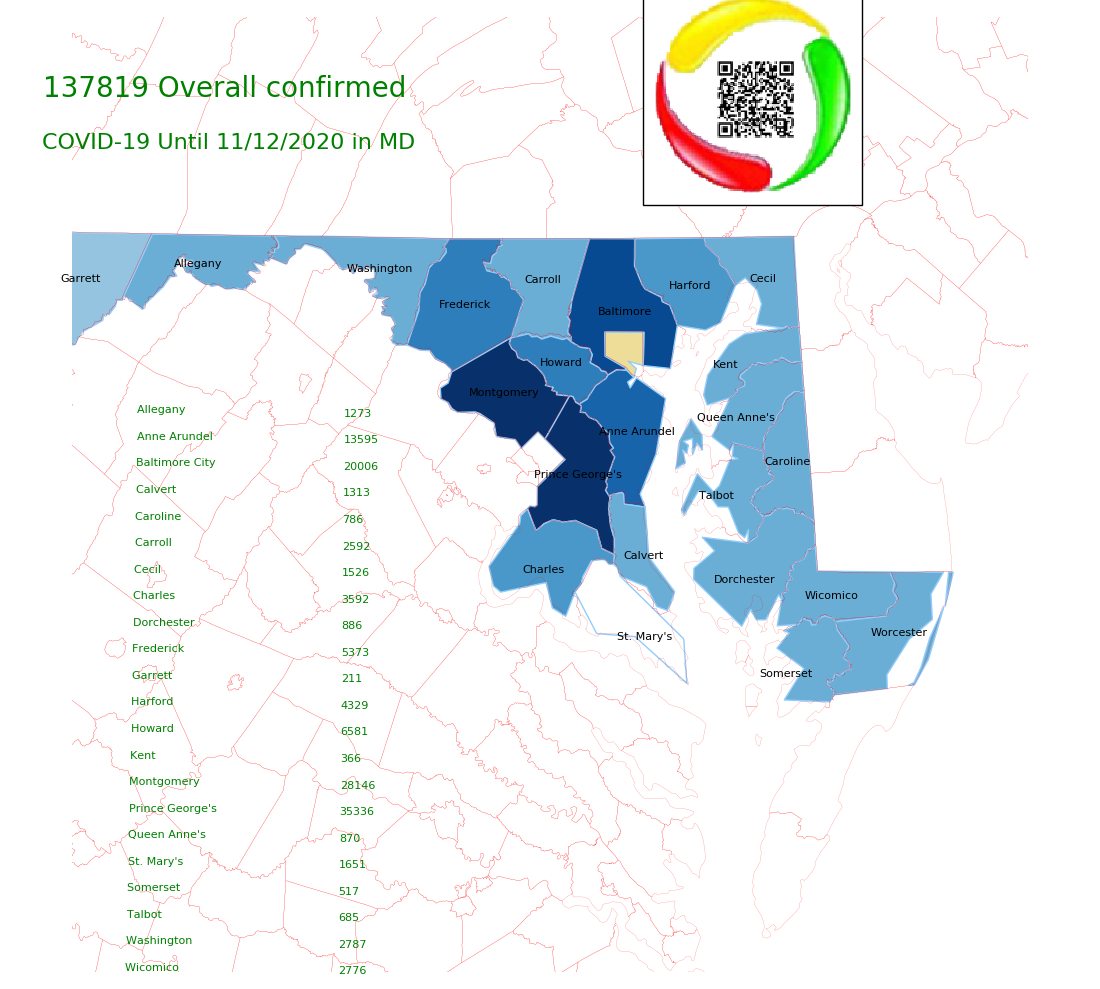 137819 Overall confirmed
COVID-19 Until 11/12/2020 in MD
Garrett
Allegany
Washington
Frederick
Carroll
Baltimore
Harford
Cecil
Howard
Montgomery
Kent
Queen Anne's
Anne Arundel
Caroline
Prince George's
Talbot
Calvert
Charles
Dorchester
Wicomico
St. Mary's
Worcester
Somerset
Allegany 1273
Anne Arundel 13595
Baltimore City 20006
Calvert 1313
Caroline 786
Carroll 2592
Cecil 1526
Charles 3592
Dorchester 886
Frederick 5373
Garrett 211
Harford 4329
Howard 6581
Kent 366
Montgomery 28146
Prince George's 35336
Queen Anne's 870
St. Mary's 1651
Somerset 517
Talbot 685
Washington 2787
Wicomico 2776